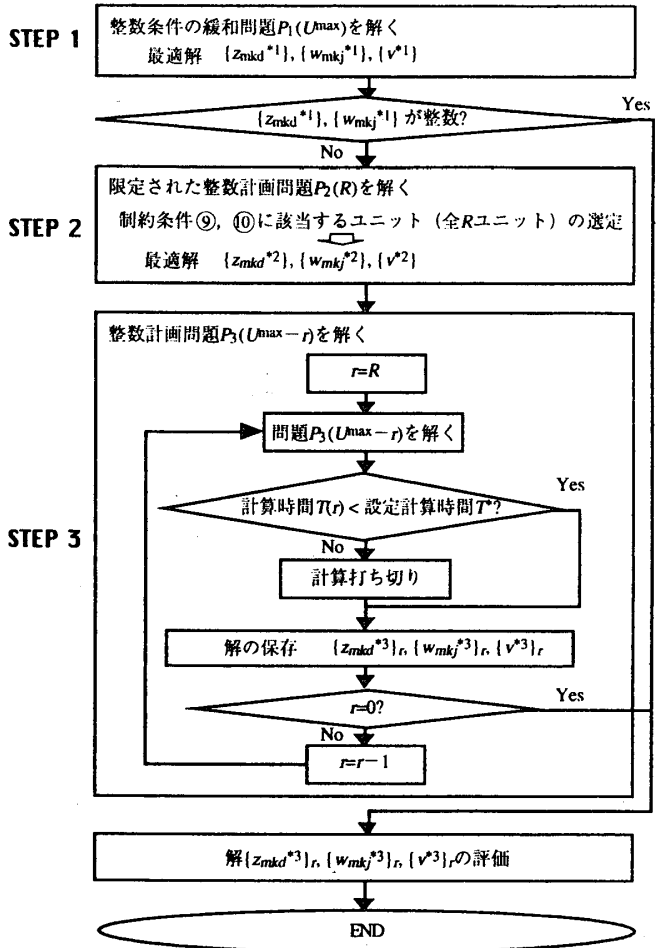 STEP 1
整数条件の緩和問題P₁(Uᵐᵃˣ)を解く
最適解 {zmkd*1}, {wmkj*1}, {v*1}
{zmkd*1}, {wmkj*1} が整数?
Yes
No
STEP 2
限定された整数計画問題P₂(R)を解く
制約条件⑨, ⑩に該当するユニット (全Rユニット) の選定
最適解 {zmkd*2}, {wmkj*2}, {v*2}
STEP 3
整数計画問題P₃(Uᵐᵃˣ−r)を解く
r=R
問題P₃(Uᵐᵃˣ−r)を解く
計算時間T(r) < 設定計算時間T*?
Yes
No
計算打ち切り
解の保存 {zmkd*3}r, {wmkj*3}r, {v*3}r
r=0?
Yes
No
r=r−1
解{zmkd*3}r, {wmkj*3}r, {v*3}rの評価
END